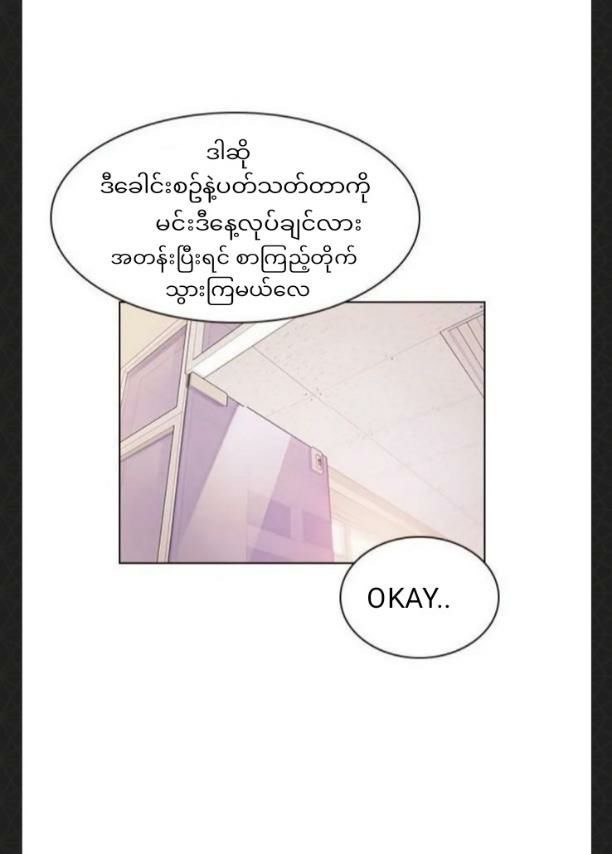 ဒါဆို
ဒီခေါင်းစဥ်နဲ့ပတ်သတ်တာကို
မင်းဒီနေ့လုပ်ချင်လား
အတန်းပြီးရင် စာကြည့်တိုက်
သွားကြမယ်လေ
OKAY..